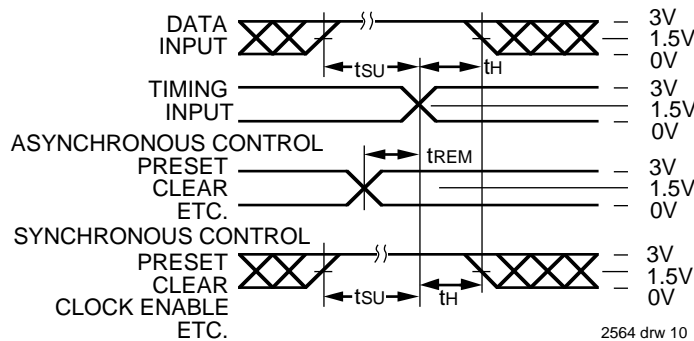 DATA
INPUT
tSU
tH
3V
1.5V
0V
TIMING
INPUT
3V
1.5V
0V
ASYNCHRONOUS CONTROL
PRESET
CLEAR
ETC.
tREM
3V
1.5V
0V
SYNCHRONOUS CONTROL
PRESET
CLEAR
CLOCK ENABLE
ETC.
tSU
tH
3V
1.5V
0V
2564 drw 10